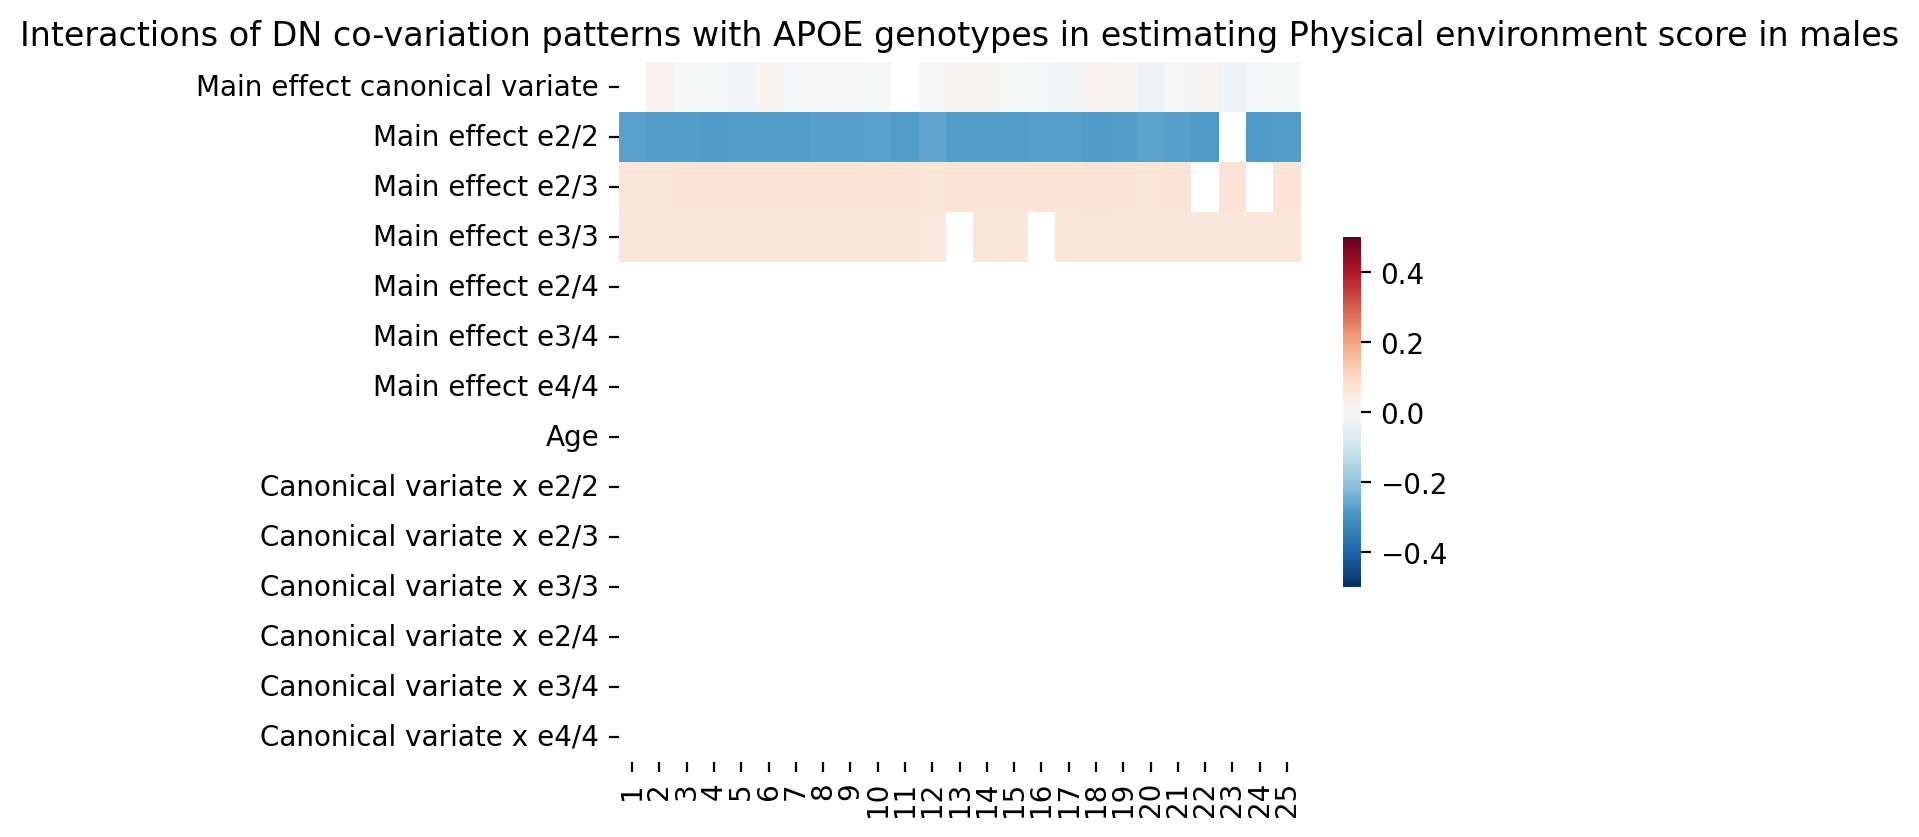 Interactions of DN co-variation patterns with APOE genotypes in estimating Physical environment score in males
Main effect canonical variate
Main effect e2/2
Main effect e2/3
Main effect e3/3
Main effect e2/4
Main effect e3/4
Main effect e4/4
Age
Canonical variate x e2/2
Canonical variate x e2/3
Canonical variate x e3/3
Canonical variate x e2/4
Canonical variate x e3/4
Canonical variate x e4/4
1 2 3 4 5 6 7 8 9 10 11 12 13 14 15 16 17 18 19 20 21 22 23 24 25
0.4
0.2
0.0
−0.2
−0.4